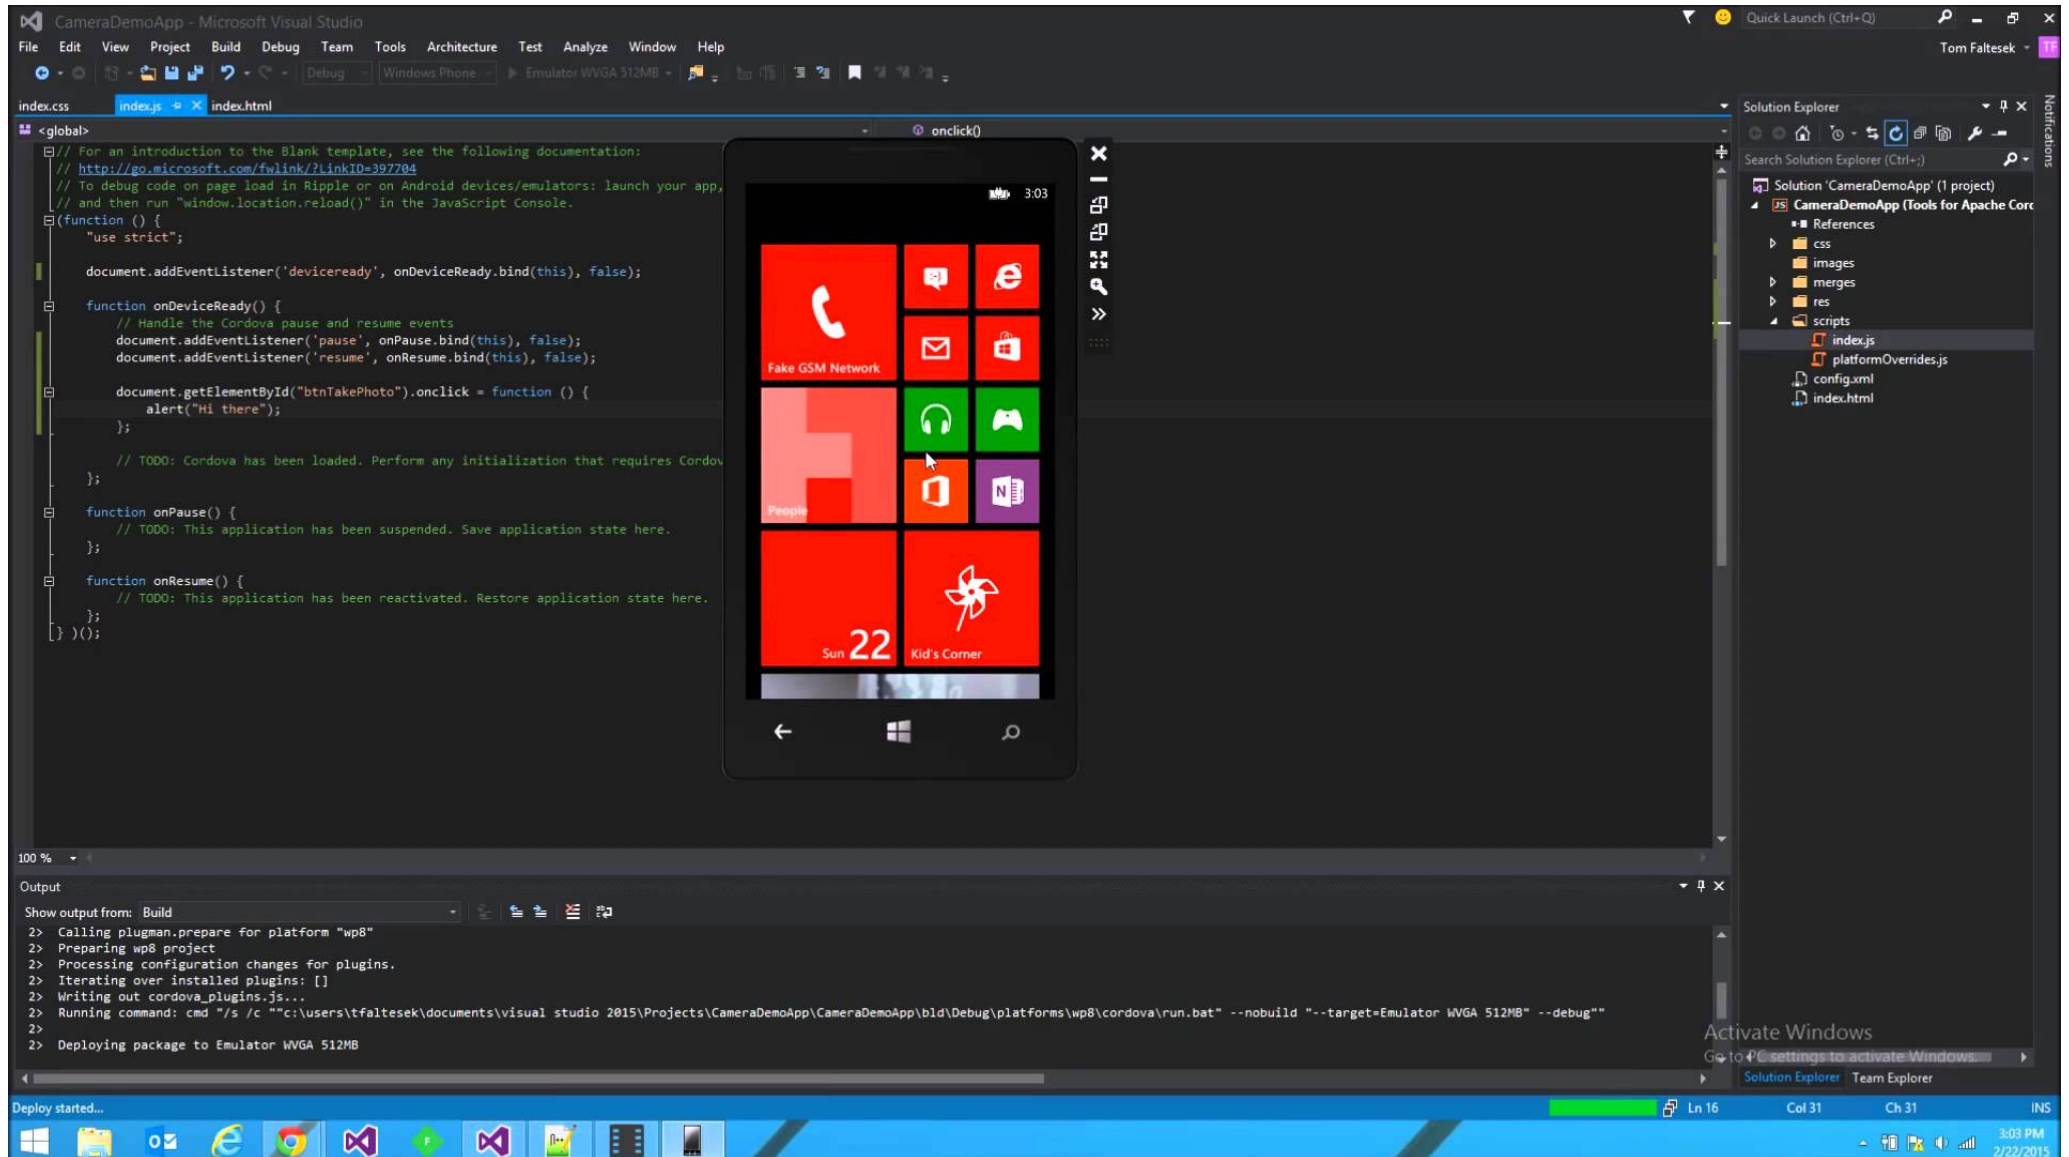 CameraDemoApp - Microsoft Visual Studio
Quick Launch (Ctrl+Q)
File Edit View Project Build Debug Team Tools Architecture Test Analyze Window Help
Tom Faltesek
TF
Debug Windows Phone Emulator WVGA 512MB
index.css index.js index.html
<global>
onclick()
// For an introduction to the Blank template, see the following documentation:
// http://go.microsoft.com/fwlink/?LinkID=397704
// To debug code on page load in Ripple or on Android devices/emulators: launch your app,
// and then run "window.location.reload()" in the JavaScript Console.
(function () {
"use strict";
document.addEventListener('deviceready', onDeviceReady.bind(this), false);
function onDeviceReady() {
// Handle the Cordova pause and resume events
document.addEventListener('pause', onPause.bind(this), false);
document.addEventListener('resume', onResume.bind(this), false);
document.getElementById("btnTakePhoto").onclick = function () {
alert("Hi there");
};
// TODO: Cordova has been loaded. Perform any initialization that requires Cordov
};
function onPause() {
// TODO: This application has been suspended. Save application state here.
};
function onResume() {
// TODO: This application has been reactivated. Restore application state here.
};
} )();
3:03
Fake GSM Network
People
Sun 22
Kid's Corner
Solution Explorer
Notifications
Search Solution Explorer (Ctrl+;)
Solution 'CameraDemoApp' (1 project)
JS CameraDemoApp (Tools for Apache Cord
References
css
images
merges
res
scripts
index.js
platformOverrides.js
config.xml
index.html
100 %
Output
Show output from: Build
2> Calling plugman.prepare for platform "wp8"
2> Preparing wp8 project
2> Processing configuration changes for plugins.
2> Iterating over installed plugins: []
2> Writing out cordova_plugins.js...
2> Running command: cmd "/s /c ""c:\users\tfaltesek\documents\visual studio 2015\Projects\CameraDemoApp\CameraDemoApp\bld\Debug\platforms\wp8\cordova\run.bat" --nobuild "--target=Emulator WVGA 512MB" --debug""
2>
2> Deploying package to Emulator WVGA 512MB
Activate Windows
Go to PC settings to activate Windows.
Solution Explorer Team Explorer
Deploy started...
Ln 16 Col 31 Ch 31 INS
3:03 PM
2/22/2015